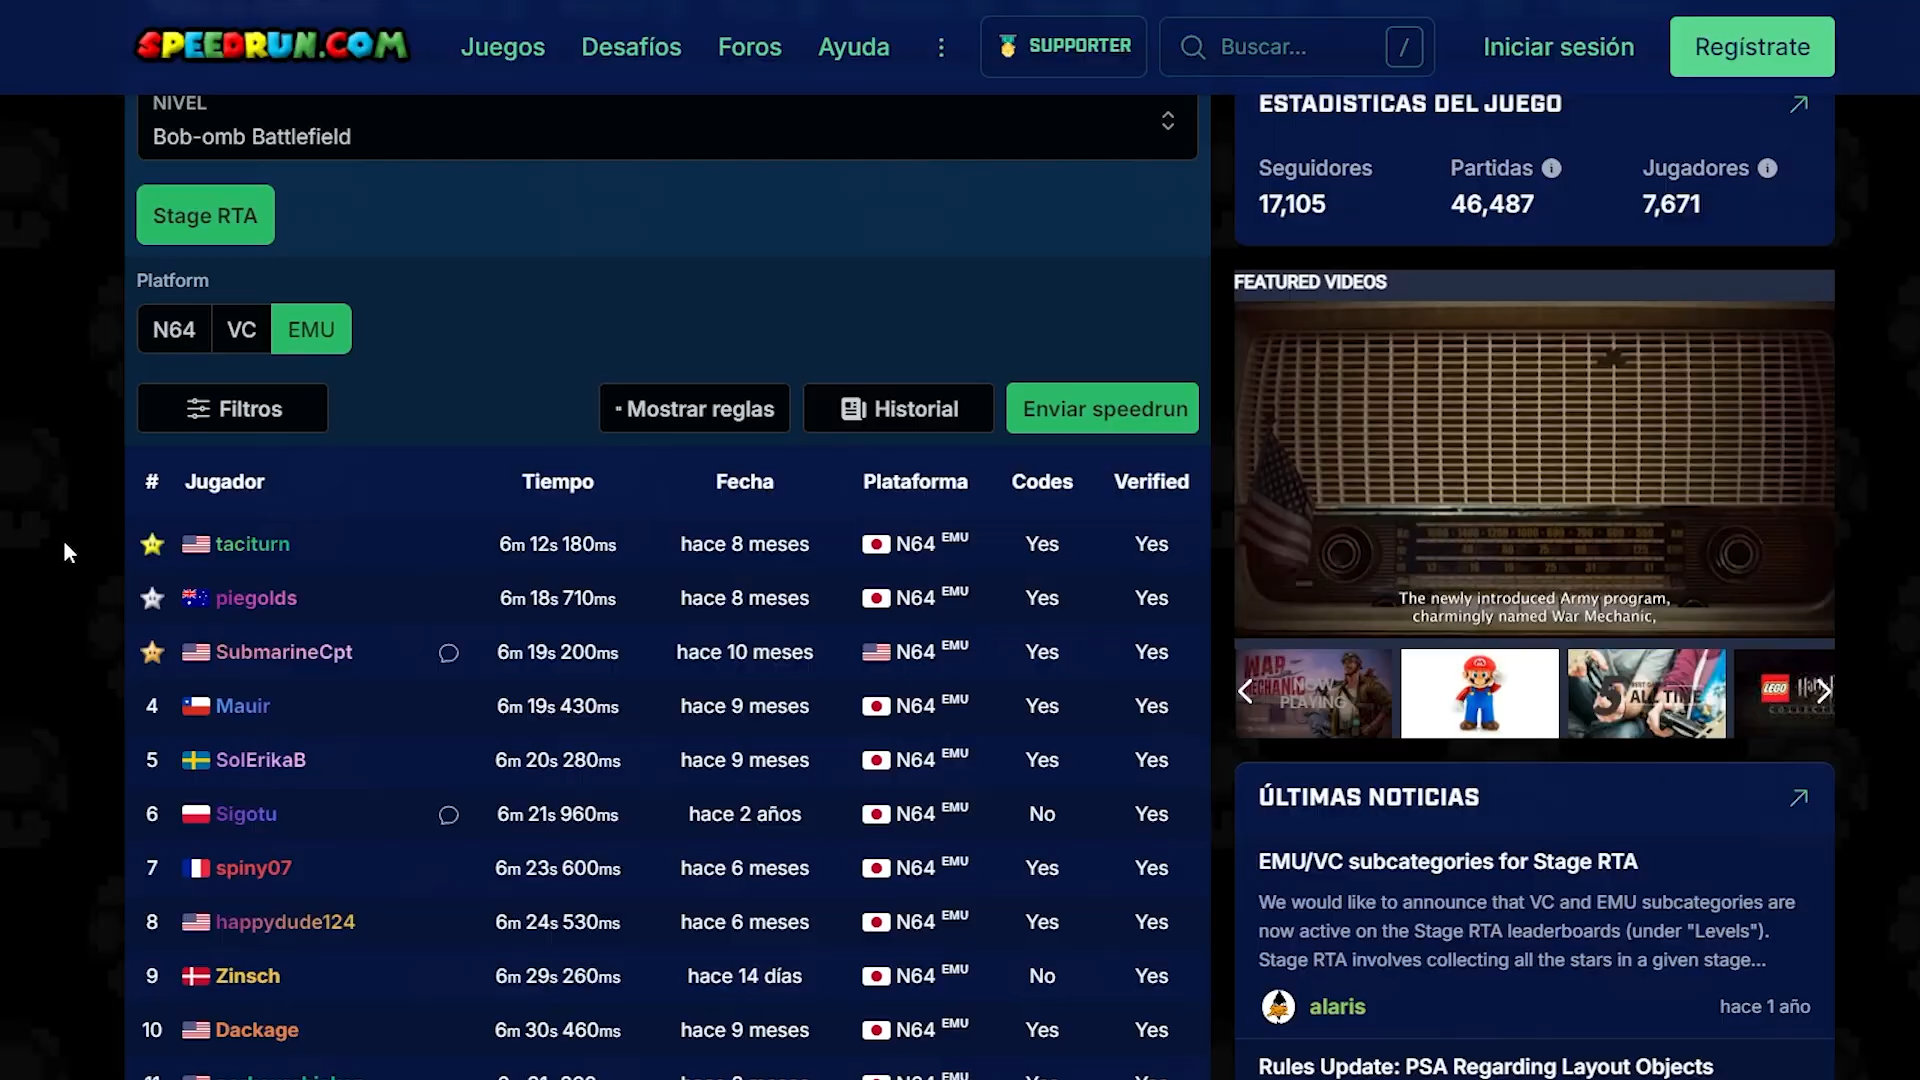 SPEEDRUN.COM Juegos Desafíos Foros Ayuda SUPPORTER Buscar... / Iniciar sesión Regístrate
NIVEL
Bob-omb Battlefield
Stage RTA
Platform
N64 VC EMU
Filtros Mostrar reglas Historial Enviar speedrun
# Jugador Tiempo Fecha Plataforma Codes Verified
taciturn 6m 12s 180ms hace 8 meses N64 EMU Yes Yes
piegolds 6m 18s 710ms hace 8 meses N64 EMU Yes Yes
SubmarineCpt 6m 19s 200ms hace 10 meses N64 EMU Yes Yes
4 Mauir 6m 19s 430ms hace 9 meses N64 EMU Yes Yes
5 SolErikaB 6m 20s 280ms hace 9 meses N64 EMU Yes Yes
6 Sigotu 6m 21s 960ms hace 2 años N64 EMU No Yes
7 spiny07 6m 23s 600ms hace 6 meses N64 EMU Yes Yes
8 happydude124 6m 24s 530ms hace 6 meses N64 EMU Yes Yes
9 Zinsch 6m 29s 260ms hace 14 días N64 EMU No Yes
10 Dackage 6m 30s 460ms hace 9 meses N64 EMU Yes Yes
ESTADÍSTICAS DEL JUEGO
Seguidores Partidas Jugadores
17,105 46,487 7,671
FEATURED VIDEOS
The newly introduced Army program,
charmingly named War Mechanic,
WAR
MECHANIC
NOW
PLAYING
5
ALL TIME
LEGO
ÚLTIMAS NOTICIAS
EMU/VC subcategories for Stage RTA
We would like to announce that VC and EMU subcategories are
now active on the Stage RTA leaderboards (under "Levels").
Stage RTA involves collecting all the stars in a given stage...
alaris hace 1 año
Rules Update: PSA Regarding Layout Objects